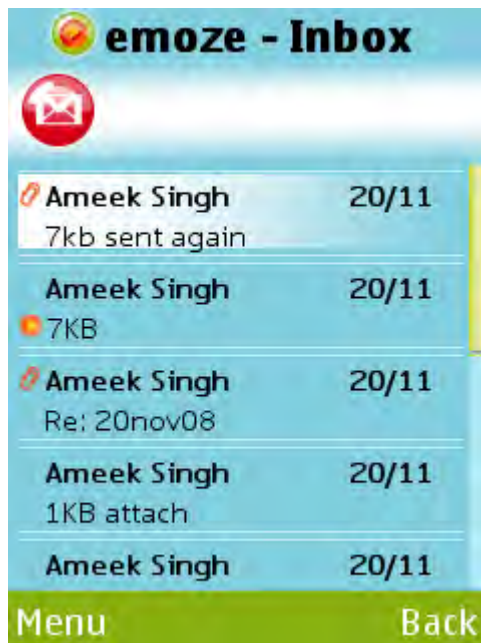 emoze - Inbox
Ameek Singh 20/11
7kb sent again
Ameek Singh 20/11
7KB
Ameek Singh 20/11
Re: 20nov08
Ameek Singh 20/11
1KB attach
Ameek Singh 20/11
Menu Back